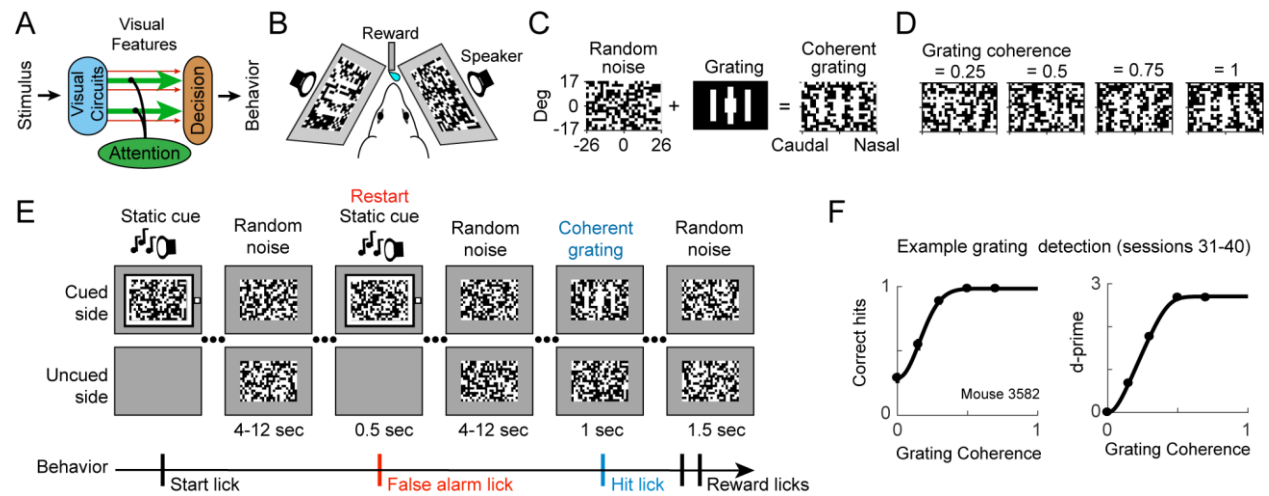 A
Visual
Features
Stimulus
Visual
Circuits
Decision
Behavior
Attention
B
Reward
Speaker
C
Random
noise
Grating
Coherent
grating
Deg
17
0
-17
-26 0 26
+
=
Caudal Nasal
D
Grating coherence
= 0.25 = 0.5 = 0.75 = 1
E
Static cue
Random
noise
Restart
Static cue
Random
noise
Coherent
grating
Random
noise
Cued
side
Uncued
side
4-12 sec 0.5 sec 4-12 sec 1 sec 1.5 sec
Behavior
Start lick
False alarm lick
Hit lick
Reward licks
F
Example grating detection (sessions 31-40)
Correct hits
1
0
Mouse 3582
0 1
Grating Coherence
d-prime
3
0
0 1
Grating Coherence